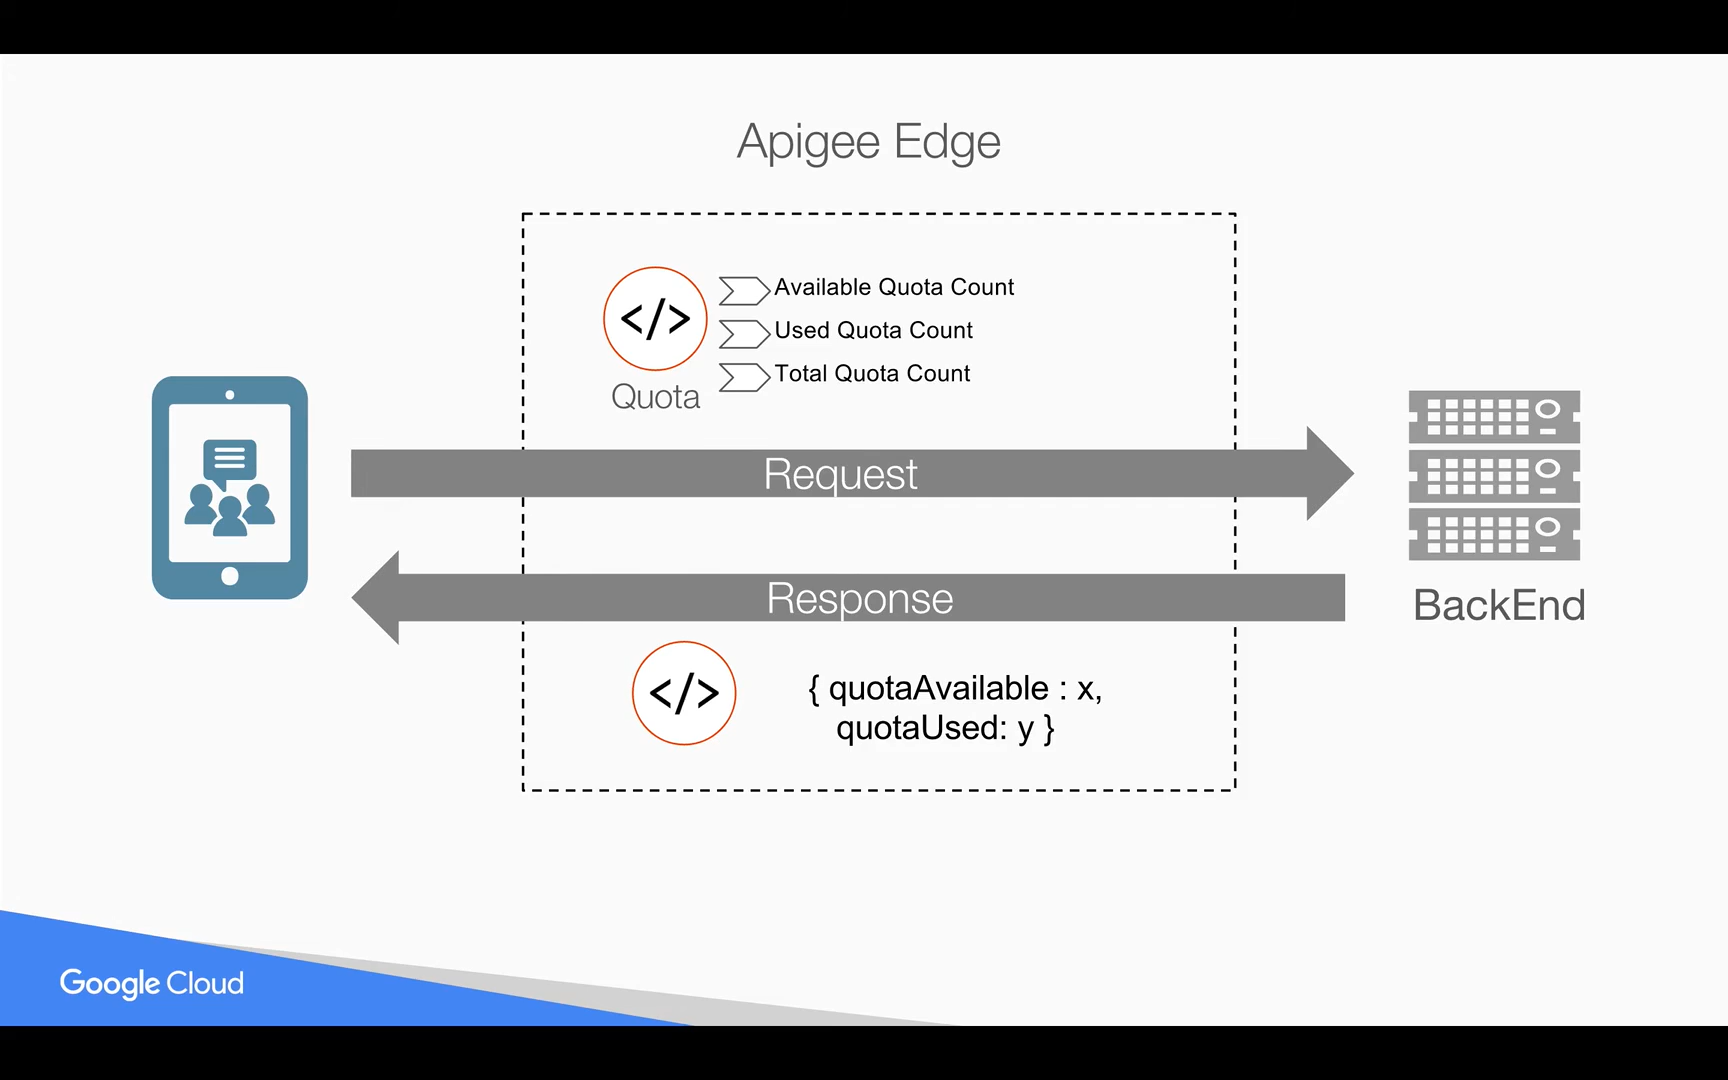 Apigee Edge
</>
Available Quota Count
Used Quota Count
Total Quota Count
Quota
Request
Response
BackEnd
</>
{ quotaAvailable : x,
quotaUsed: y }
Google Cloud